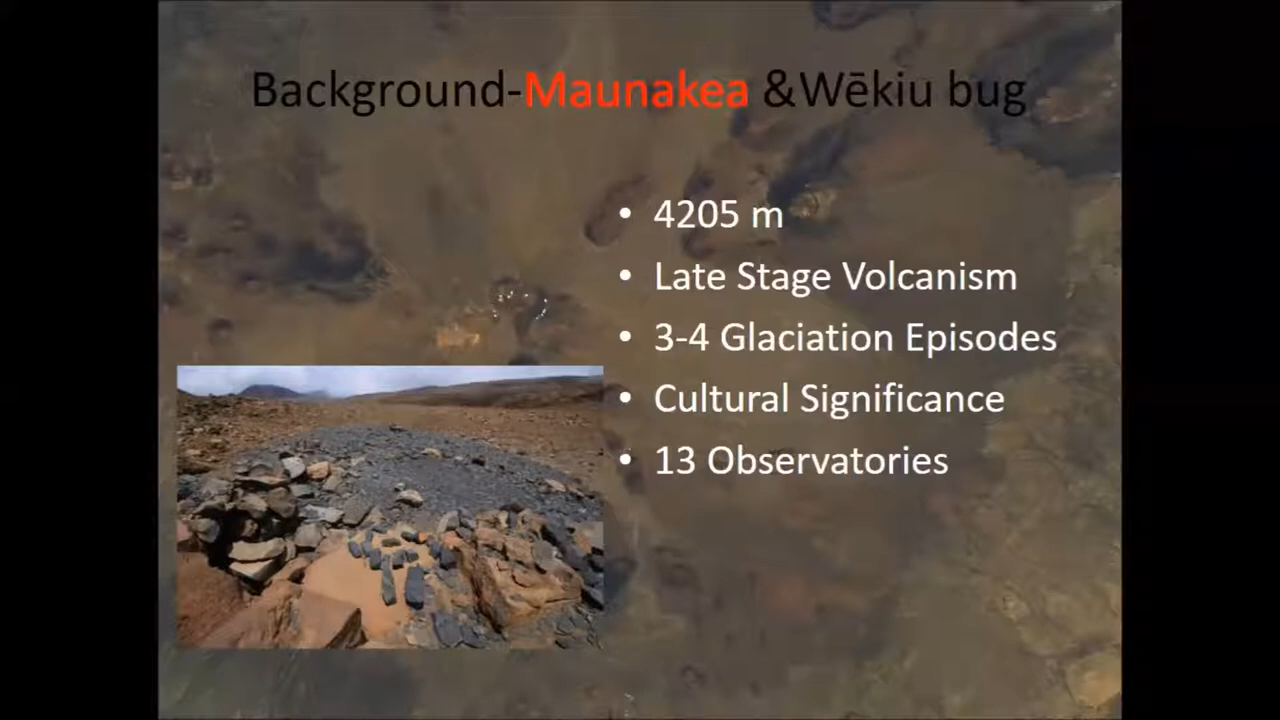 Background-Maunakea &Wēkiu bug
• 4205 m
• Late Stage Volcanism
• 3-4 Glaciation Episodes
• Cultural Significance
• 13 Observatories